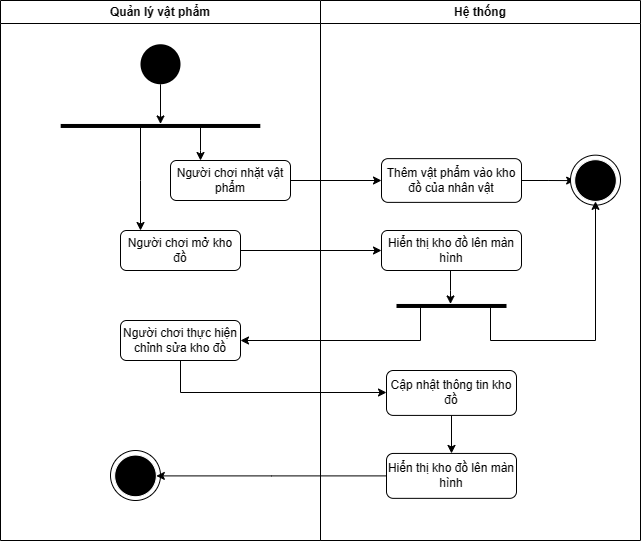 Quản lý vật phẩm
Hệ thống
Người chơi nhặt vật
phẩm
Thêm vật phẩm vào kho
đồ của nhân vật
Người chơi mở kho
đồ
Hiển thị kho đồ lên màn
hình
Người chơi thực hiện
chỉnh sửa kho đồ
Cập nhật thông tin kho
đồ
Hiển thị kho đồ lên màn
hình